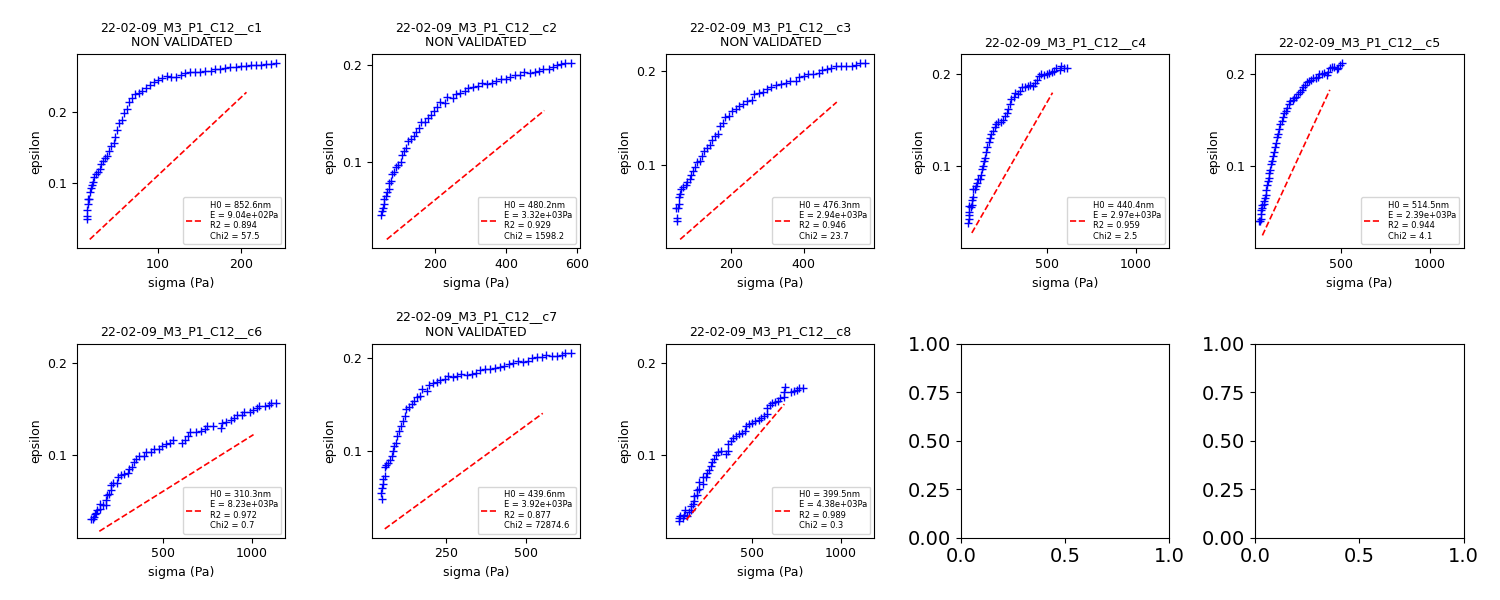 22-02-09_M3_P1_C12__c1
NON VALIDATED
0.2
0.1
epsilon
H0 = 852.6nm
E = 9.04e+02Pa
R2 = 0.894
Chi2 = 57.5
100
200
sigma (Pa)
22-02-09_M3_P1_C12__c2
NON VALIDATED
0.2
0.1
epsilon
H0 = 480.2nm
E = 3.32e+03Pa
R2 = 0.929
Chi2 = 1598.2
200
400
600
sigma (Pa)
22-02-09_M3_P1_C12__c3
NON VALIDATED
0.2
0.1
epsilon
H0 = 476.3nm
E = 2.94e+03Pa
R2 = 0.946
Chi2 = 23.7
200
400
sigma (Pa)
22-02-09_M3_P1_C12__c4
0.2
0.1
epsilon
H0 = 440.4nm
E = 2.97e+03Pa
R2 = 0.959
Chi2 = 2.5
500
1000
sigma (Pa)
22-02-09_M3_P1_C12__c5
0.2
0.1
epsilon
H0 = 514.5nm
E = 2.39e+03Pa
R2 = 0.944
Chi2 = 4.1
500
1000
sigma (Pa)
22-02-09_M3_P1_C12__c6
0.2
0.1
epsilon
H0 = 310.3nm
E = 8.23e+03Pa
R2 = 0.972
Chi2 = 0.7
500
1000
sigma (Pa)
22-02-09_M3_P1_C12__c7
NON VALIDATED
0.2
0.1
epsilon
H0 = 439.6nm
E = 3.92e+03Pa
R2 = 0.877
Chi2 = 72874.6
250
500
sigma (Pa)
22-02-09_M3_P1_C12__c8
0.2
0.1
epsilon
H0 = 399.5nm
E = 4.38e+03Pa
R2 = 0.989
Chi2 = 0.3
500
1000
sigma (Pa)
1.00
0.75
0.50
0.25
0.00
0.0
0.5
1.0
1.00
0.75
0.50
0.25
0.00
0.0
0.5
1.0